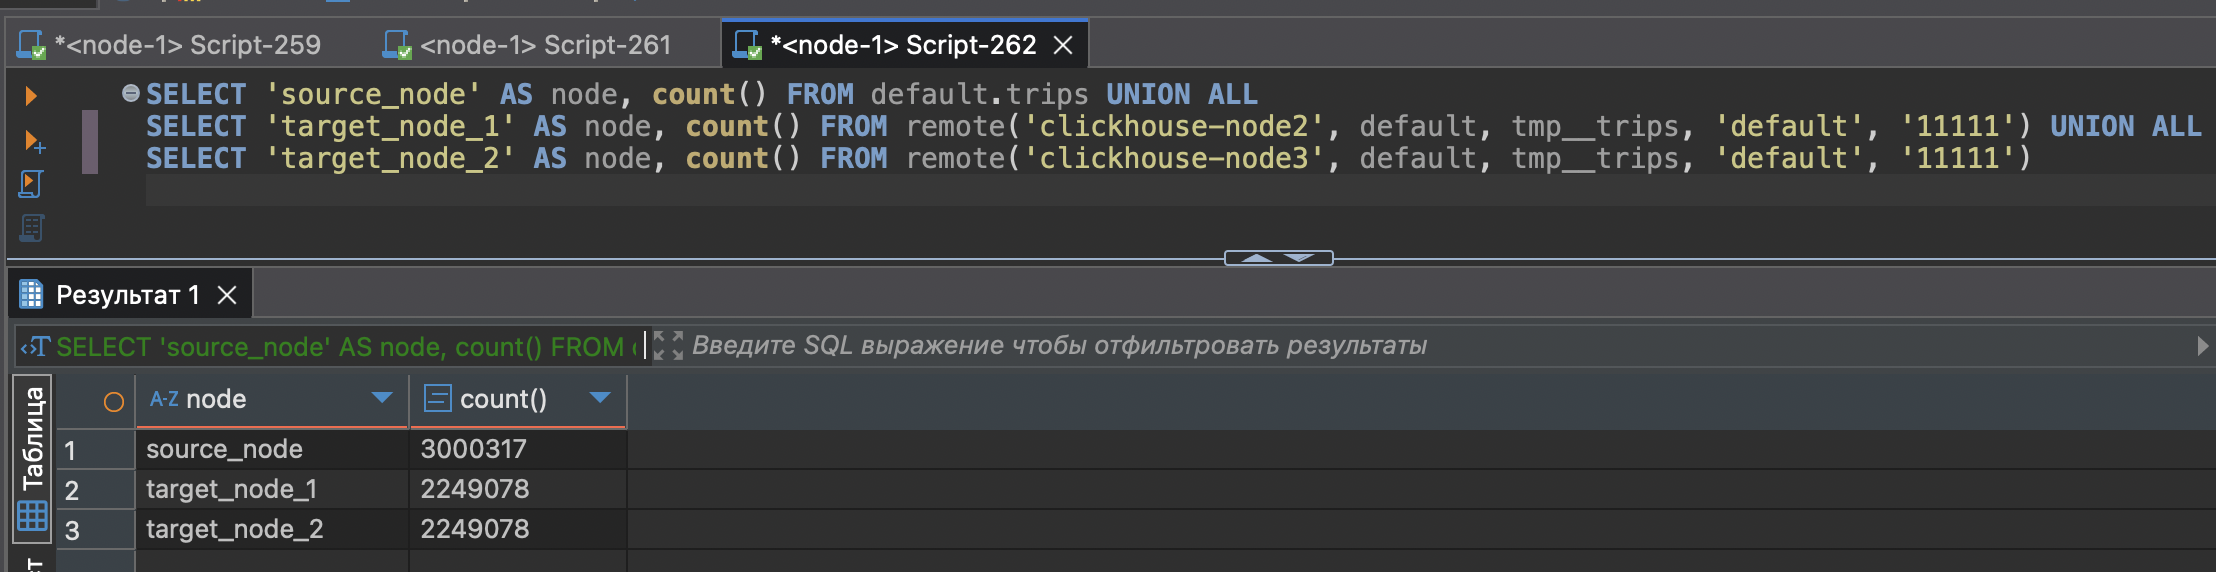 *<node-1> Script-259
<node-1> Script-261
*<node-1> Script-262
SELECT 'source_node' AS node, count() FROM default.trips UNION ALL
SELECT 'target_node_1' AS node, count() FROM remote('clickhouse-node2', default, tmp__trips, 'default', '11111') UNION ALL
SELECT 'target_node_2' AS node, count() FROM remote('clickhouse-node3', default, tmp__trips, 'default', '11111')
Результат 1
SELECT 'source_node' AS node, count() FROM
Введите SQL выражение чтобы отфильтровать результаты
Таблица
A-Z node count()
1 source_node 3000317
2 target_node_1 2249078
3 target_node_2 2249078